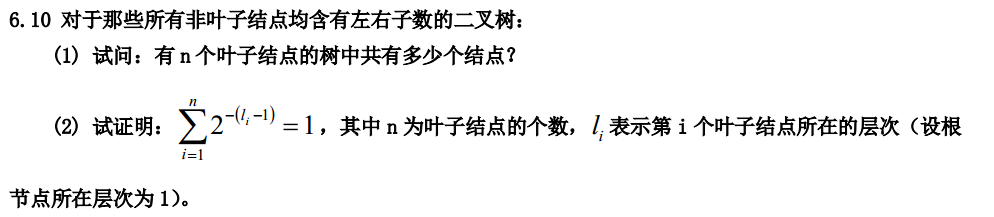 6.10 对于那些所有非叶子结点均含有左右子数的二叉树：
(1) 试问：有 n 个叶子结点的树中共有多少个结点？
(2) 试证明：$\sum_{i=1}^{n} 2^{-(l_i-1)} = 1$，其中 n 为叶子结点的个数，$l_i$ 表示第 i 个叶子结点所在的层次（设根
节点所在层次为 1）。